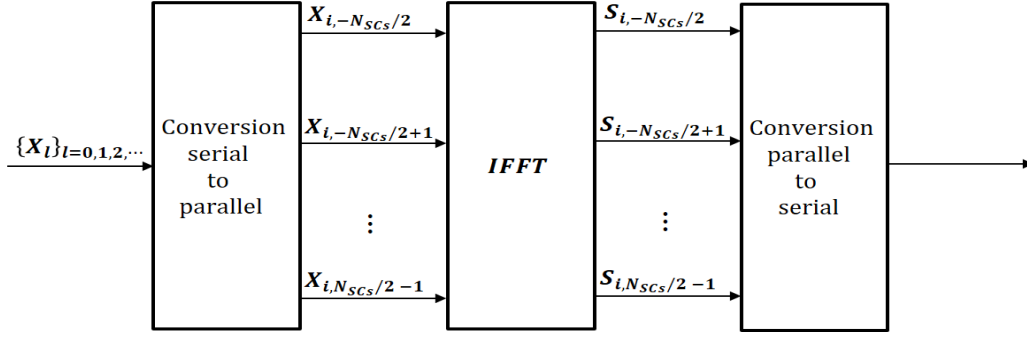 X_{i,-N_{SCs}/2}
S_{i,-N_{SCs}/2}
{X_l}_{l=0,1,2,⋯}
Conversion
serial
to
parallel
X_{i,-N_{SCs}/2+1}
IFFT
S_{i,-N_{SCs}/2+1}
Conversion
parallel
to
serial
⋮
⋮
X_{i,N_{SCs}/2-1}
S_{i,N_{SCs}/2-1}